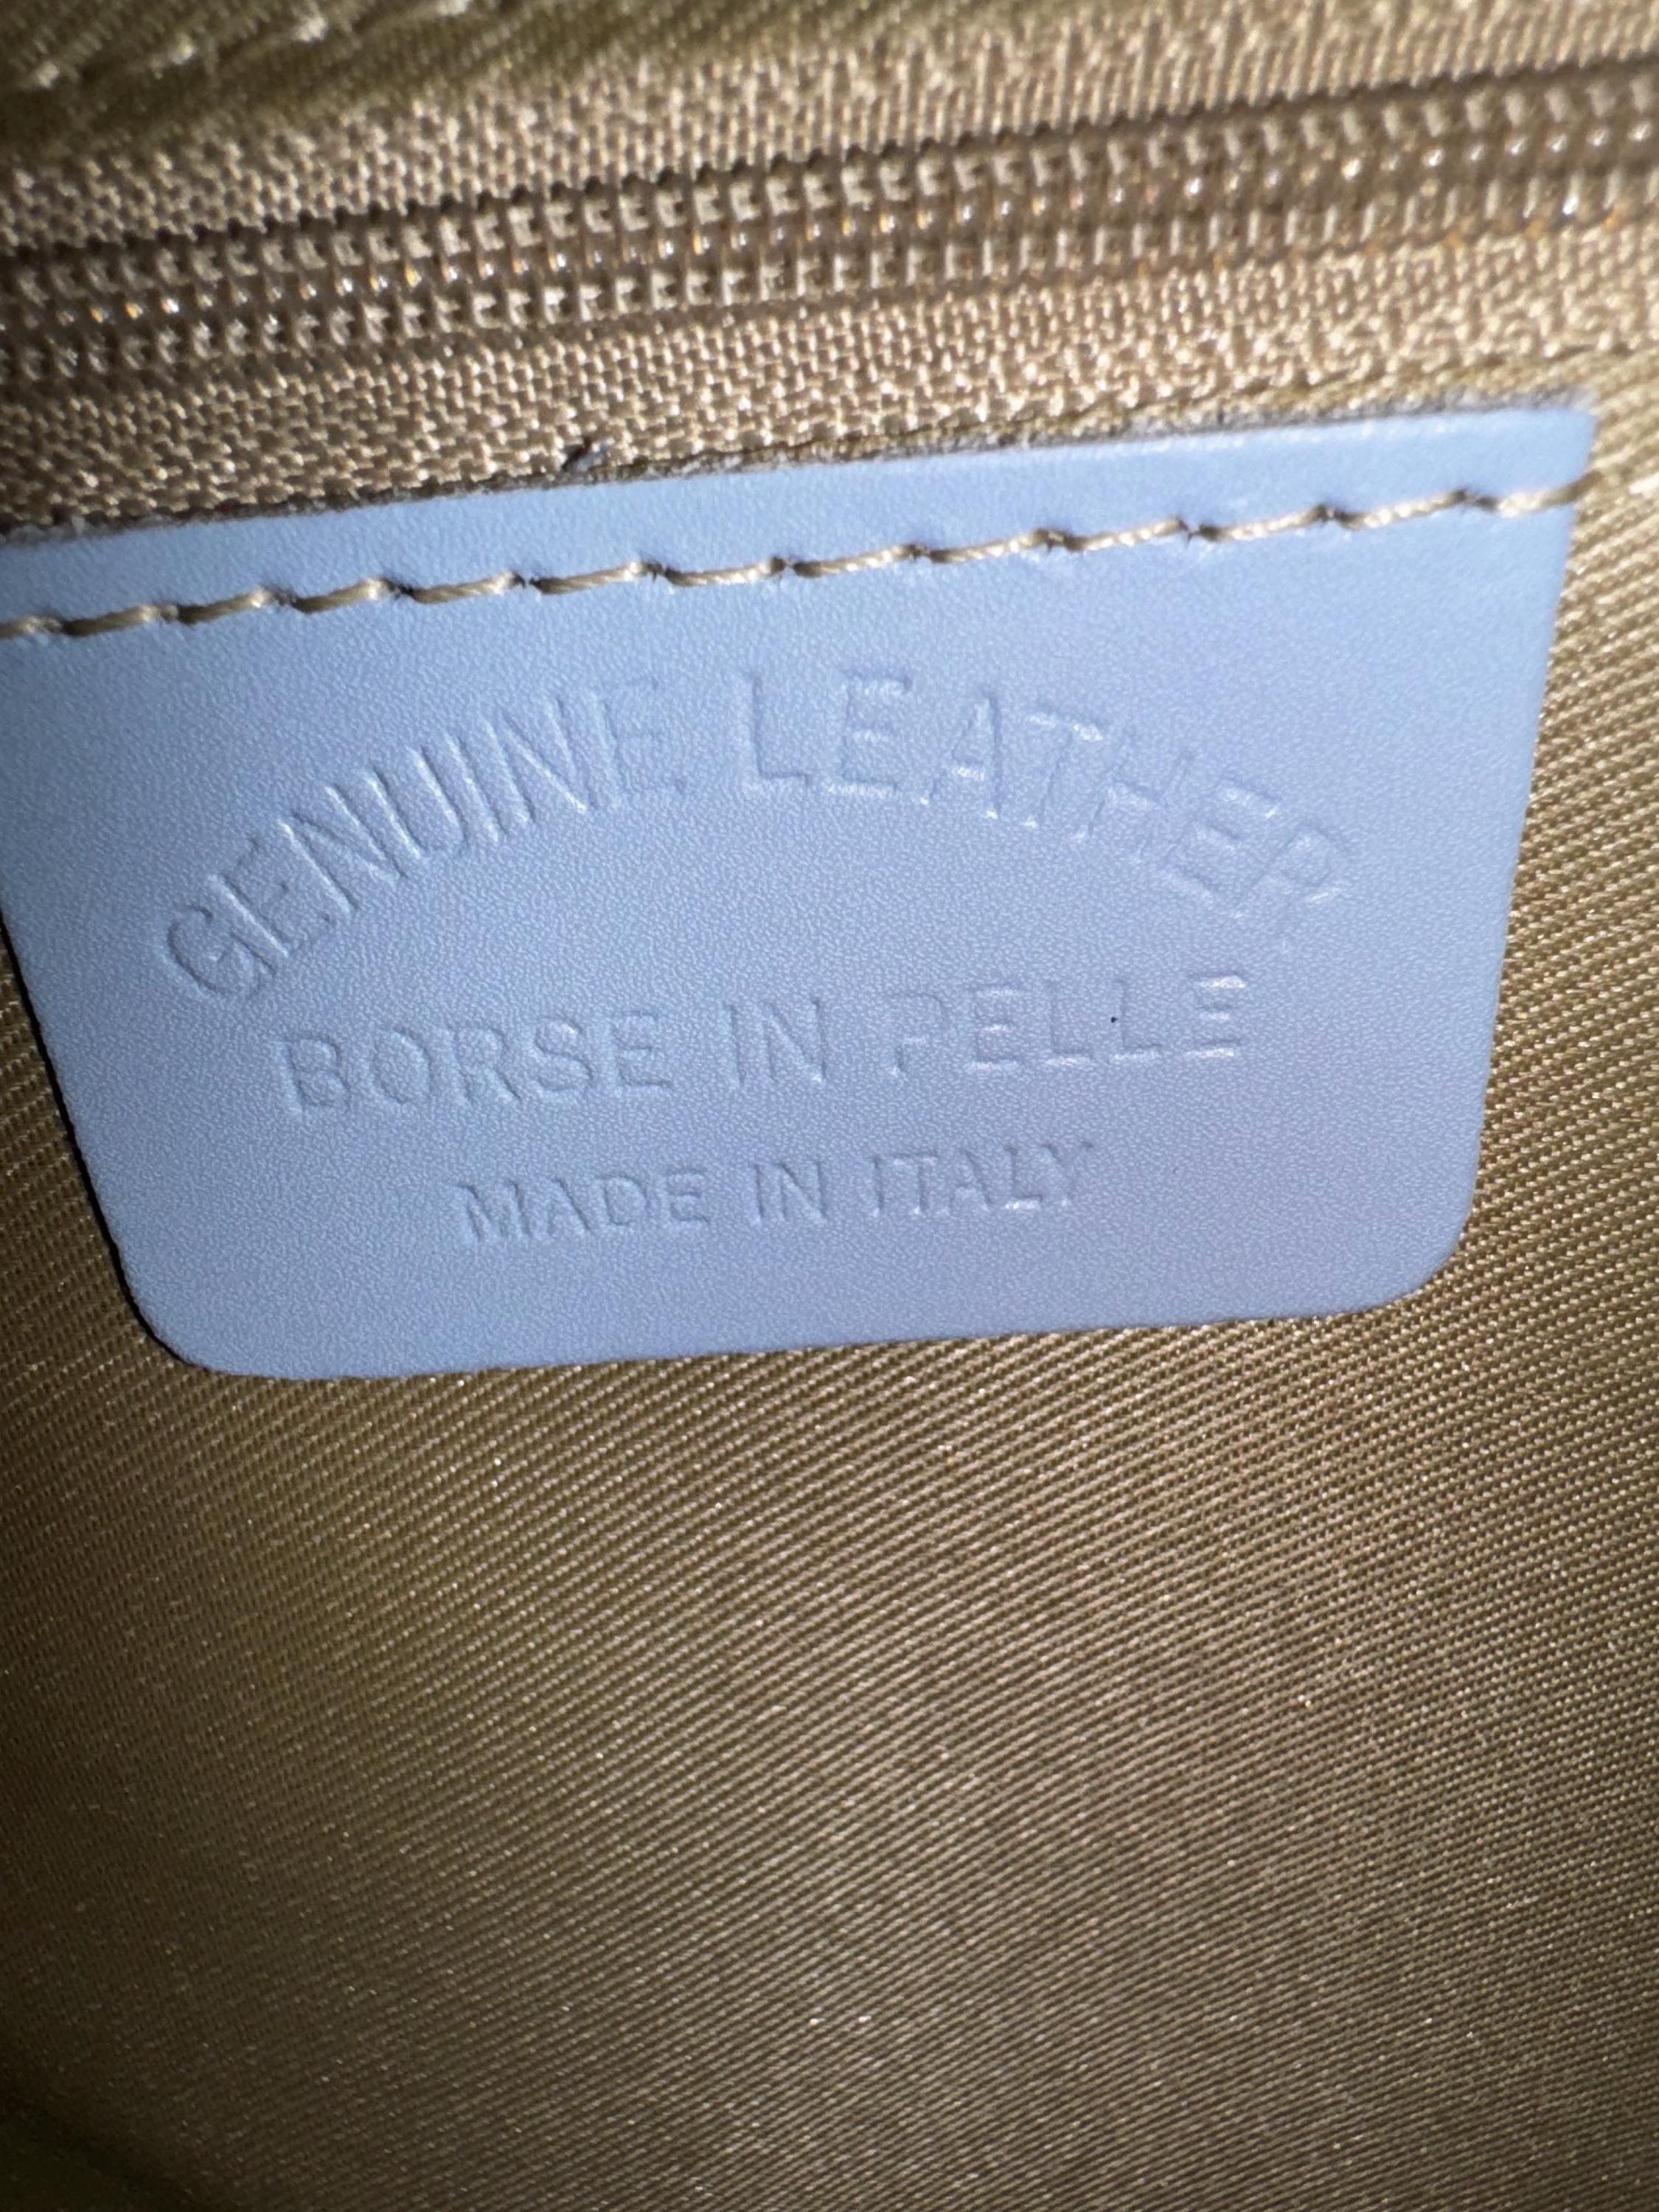 GENUINE LEATHER
BORSE IN PELLE
MADE IN ITALY